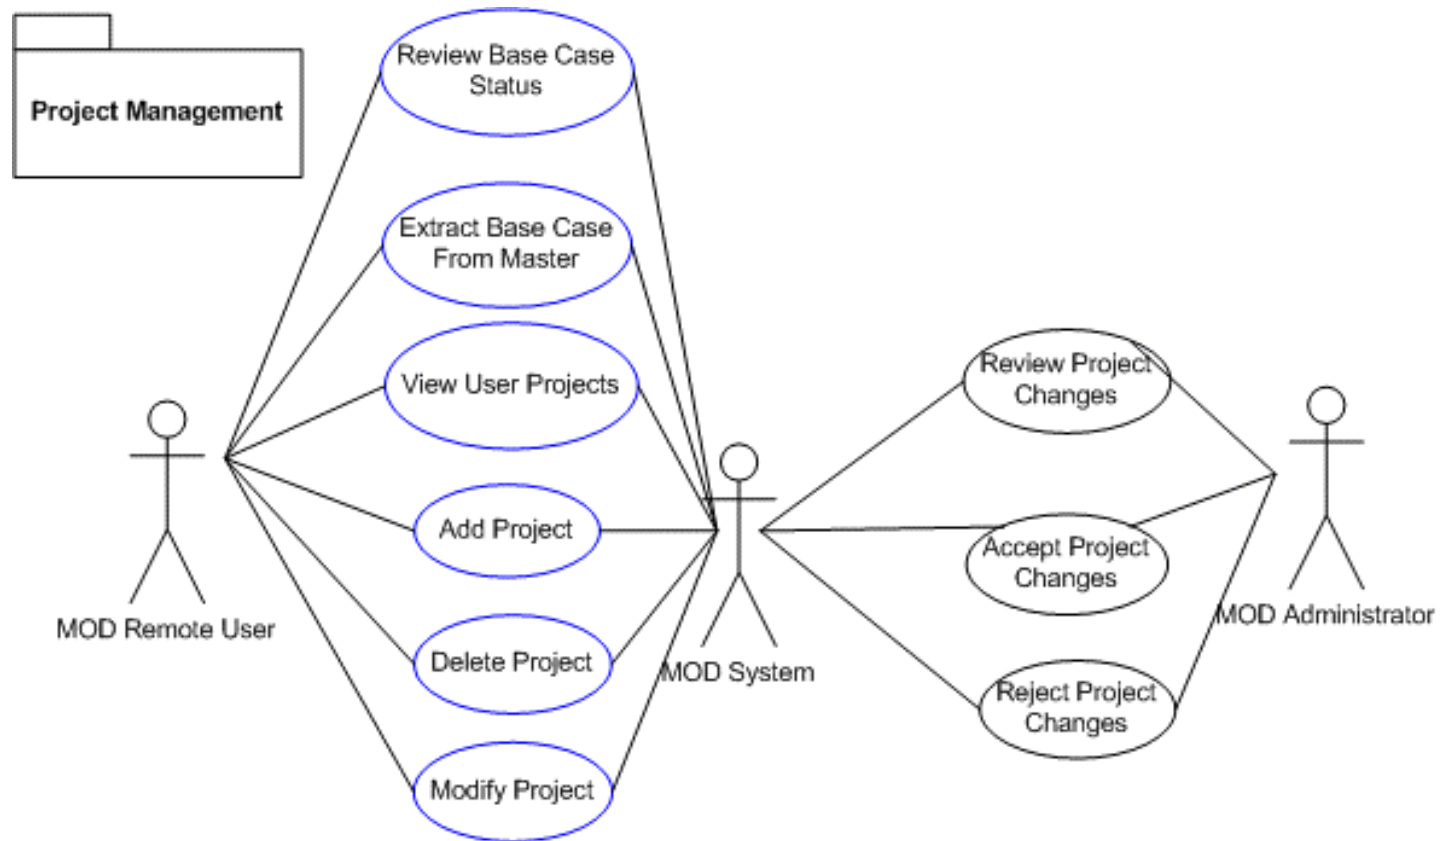 Project Management
Review Base Case
Status
Extract Base Case
From Master
View User Projects
Add Project
Delete Project
Modify Project
MOD Remote User
MOD System
Review Project
Changes
Accept Project
Changes
Reject Project
Changes
MOD Administrator